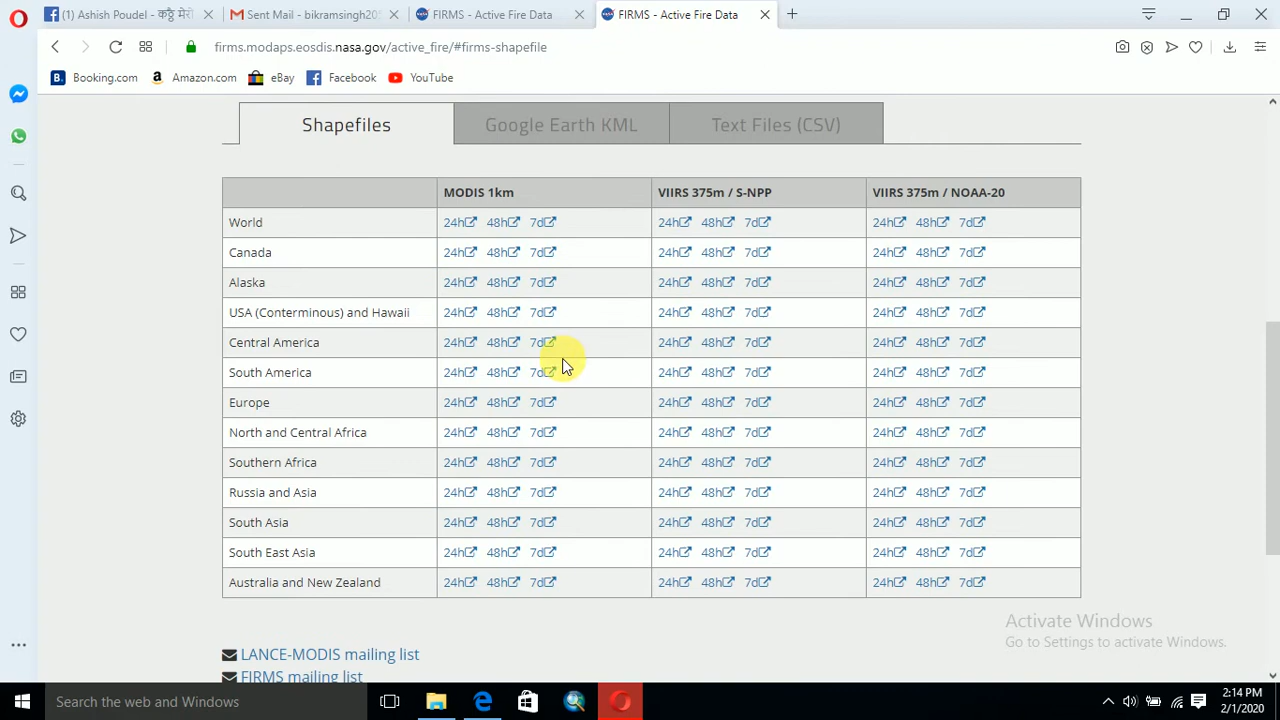 (1) Ashish Poudel - कट्ठै मेरो
Sent Mail - bikramsingh205
FIRMS - Active Fire Data
FIRMS - Active Fire Data
firms.modaps.eosdis.nasa.gov/active_fire/#firms-shapefile
Booking.com
Amazon.com
eBay
Facebook
YouTube
Shapefiles
Google Earth KML
Text Files (CSV)
MODIS 1km VIIRS 375m / S-NPP VIIRS 375m / NOAA-20
World 24h 48h 7d 24h 48h 7d 24h 48h 7d
Canada 24h 48h 7d 24h 48h 7d 24h 48h 7d
Alaska 24h 48h 7d 24h 48h 7d 24h 48h 7d
USA (Conterminous) and Hawaii 24h 48h 7d 24h 48h 7d 24h 48h 7d
Central America 24h 48h 7d 24h 48h 7d 24h 48h 7d
South America 24h 48h 7d 24h 48h 7d 24h 48h 7d
Europe 24h 48h 7d 24h 48h 7d 24h 48h 7d
North and Central Africa 24h 48h 7d 24h 48h 7d 24h 48h 7d
Southern Africa 24h 48h 7d 24h 48h 7d 24h 48h 7d
Russia and Asia 24h 48h 7d 24h 48h 7d 24h 48h 7d
South Asia 24h 48h 7d 24h 48h 7d 24h 48h 7d
South East Asia 24h 48h 7d 24h 48h 7d 24h 48h 7d
Australia and New Zealand 24h 48h 7d 24h 48h 7d 24h 48h 7d
LANCE-MODIS mailing list
FIRMS mailing list
Activate Windows
Go to Settings to activate Windows.
Search the web and Windows
2:14 PM
2/1/2020